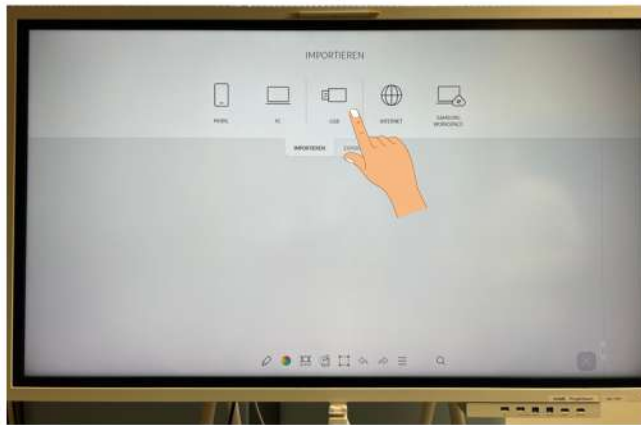 IMPORTIEREN
MOBIL
PC
USB
INTERNET
SAMSUNG
WORKSPACE
IMPORTIEREN